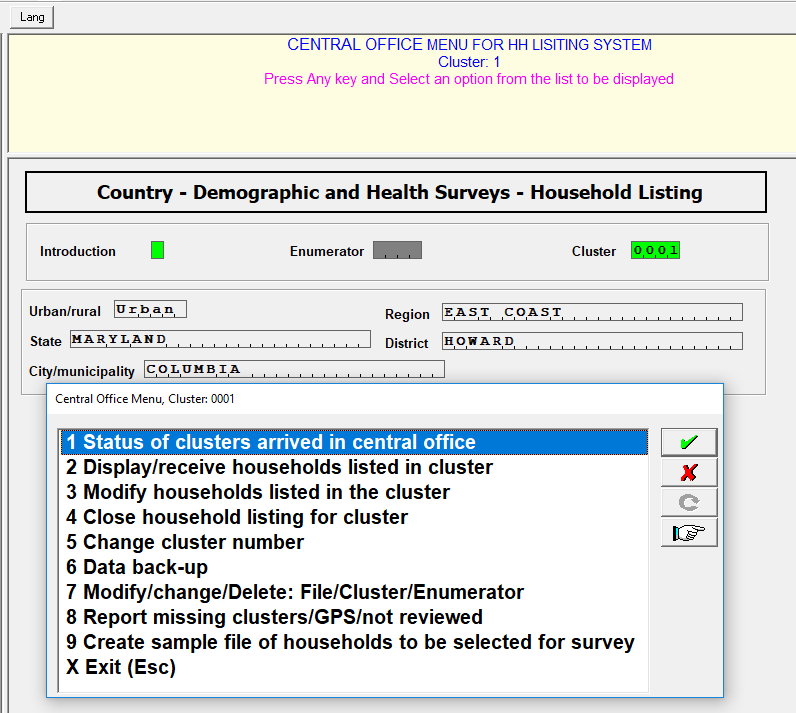 Lang
CENTRAL OFFICE MENU FOR HH LISITING SYSTEM
Cluster: 1
Press Any key and Select an option from the list to be displayed
Country - Demographic and Health Surveys - Household Listing
Introduction Enumerator Cluster 0001
Urban/rural Urban
Region EAST COAST
State MARYLAND
District HOWARD
City/municipality COLUMBIA
Central Office Menu, Cluster: 0001
1 Status of clusters arrived in central office
2 Display/receive households listed in cluster
3 Modify households listed in the cluster
4 Close household listing for cluster
5 Change cluster number
6 Data back-up
7 Modify/change/Delete: File/Cluster/Enumerator
8 Report missing clusters/GPS/not reviewed
9 Create sample file of households to be selected for survey
X Exit (Esc)